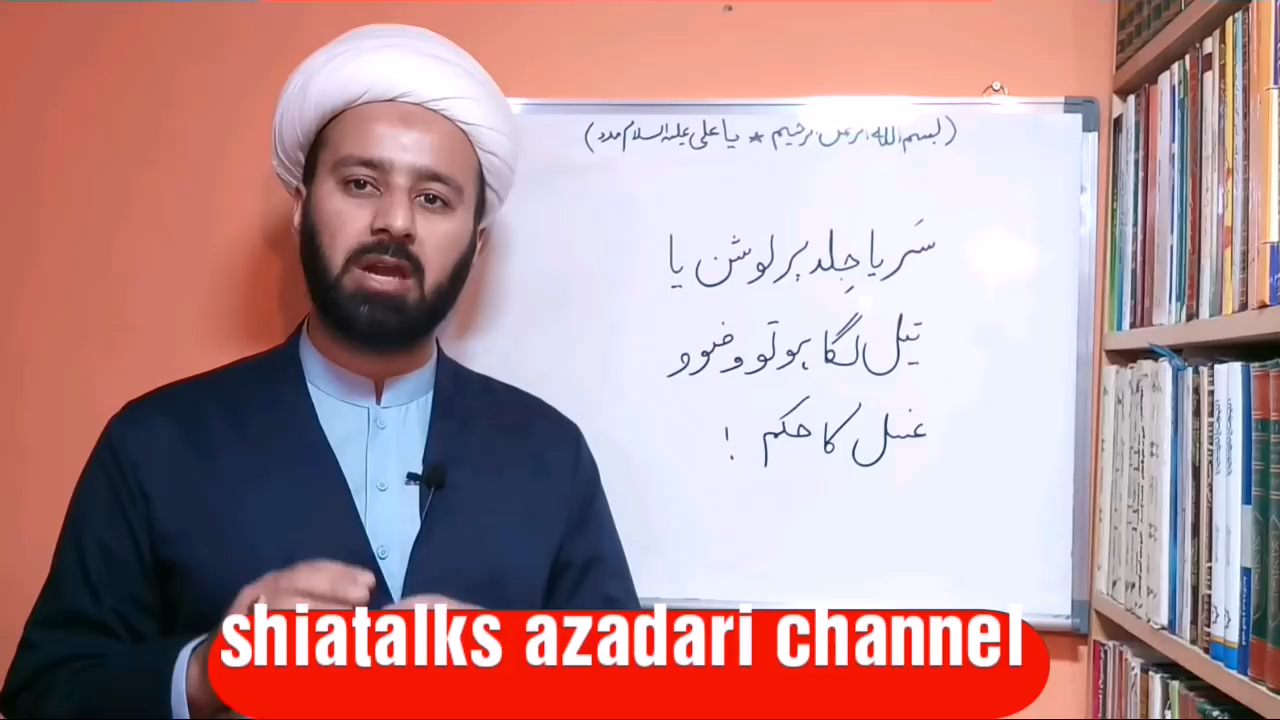 (بسم اللہ الرحمن الرحیم * یا علی علیہ السلام مدد)
سَر یا جِلد پر لوشن یا
تیل لگا ہو تو وضو و
غسل کا حکم !
shiatalks azadari channel